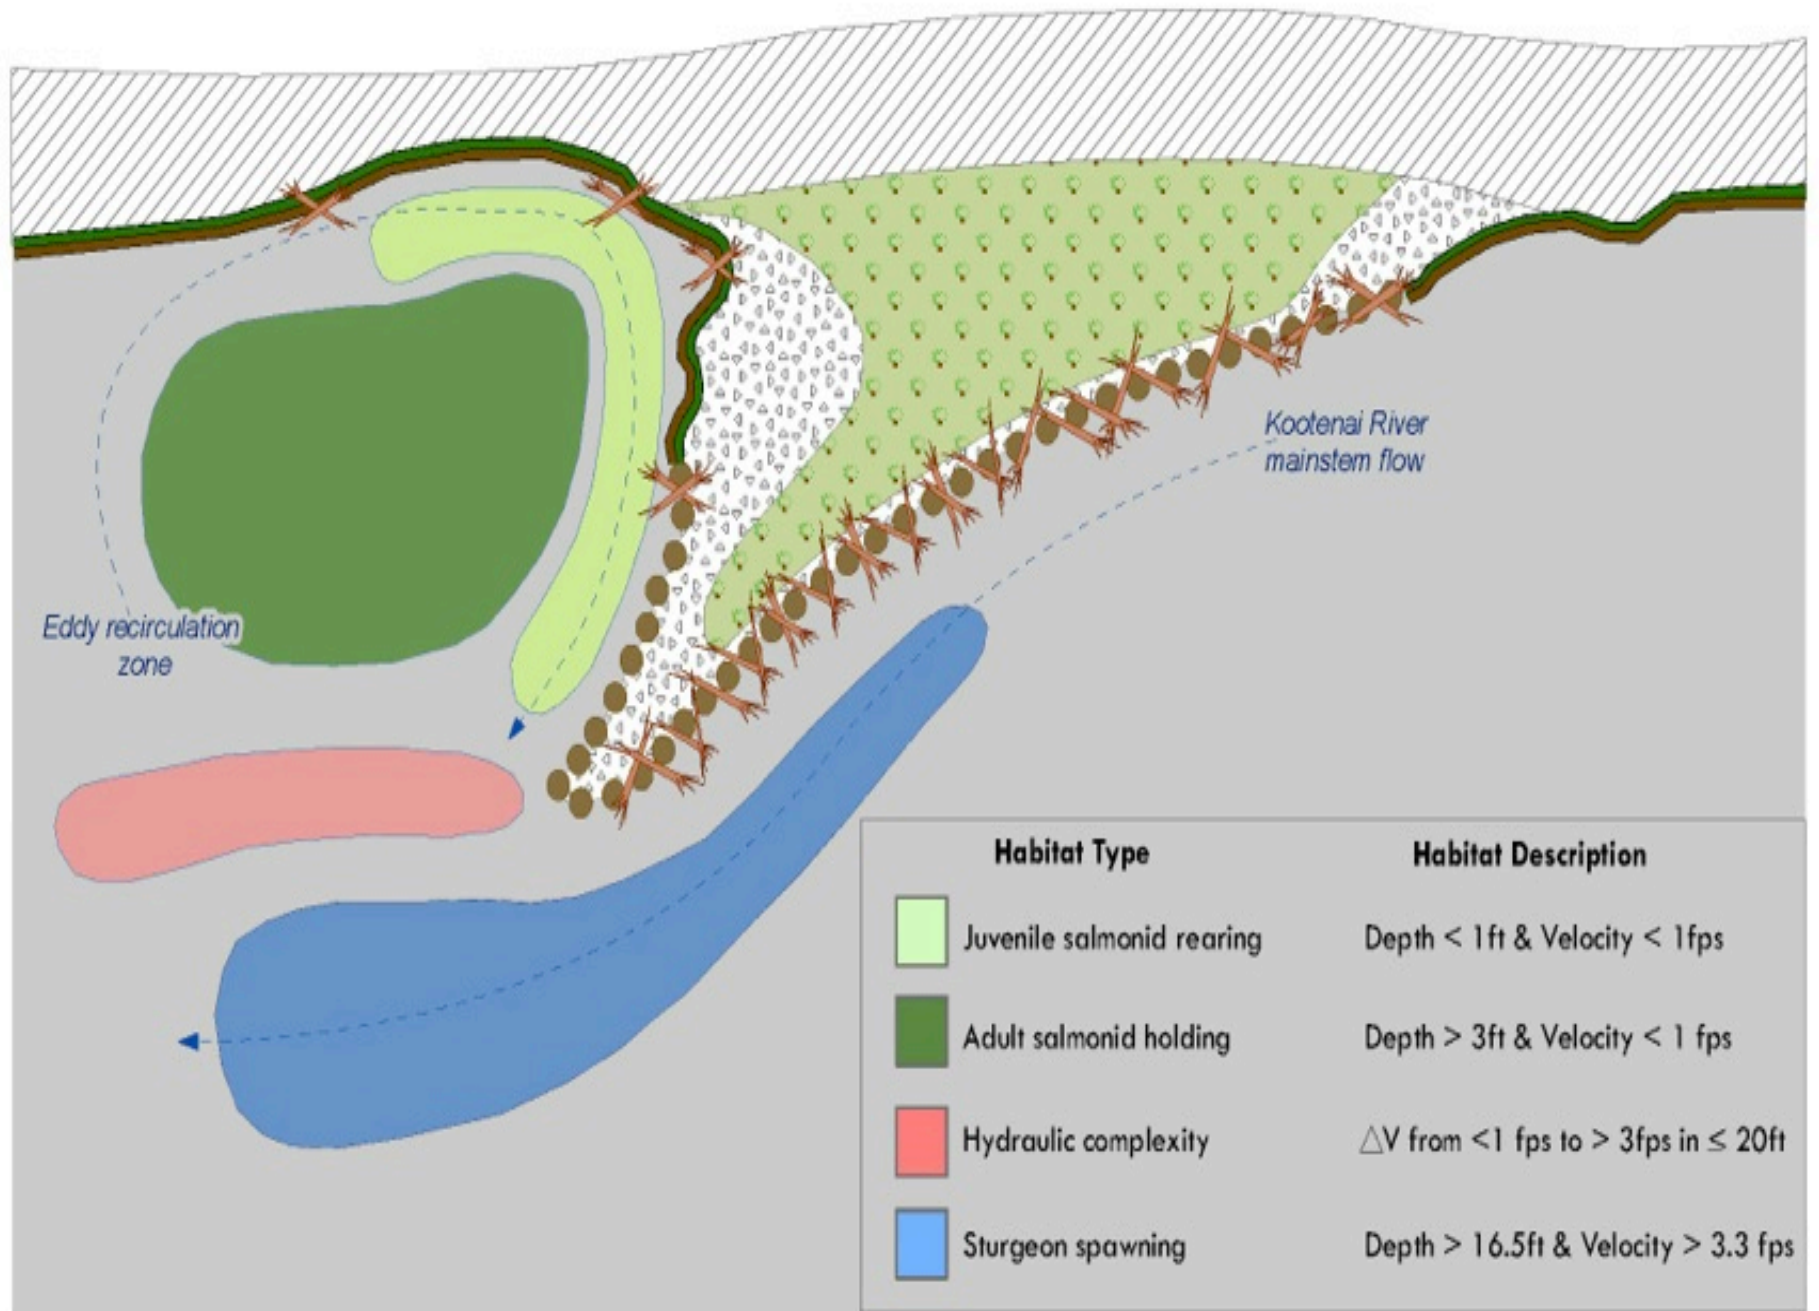 Kootenai River
mainstem flow
Eddy recirculation
zone
Habitat Type
Habitat Description
Juvenile salmonid rearing
Depth < 1ft & Velocity < 1fps
Adult salmonid holding
Depth > 3ft & Velocity < 1 fps
Hydraulic complexity
△V from <1 fps to > 3fps in ≤ 20ft
Sturgeon spawning
Depth > 16.5ft & Velocity > 3.3 fps